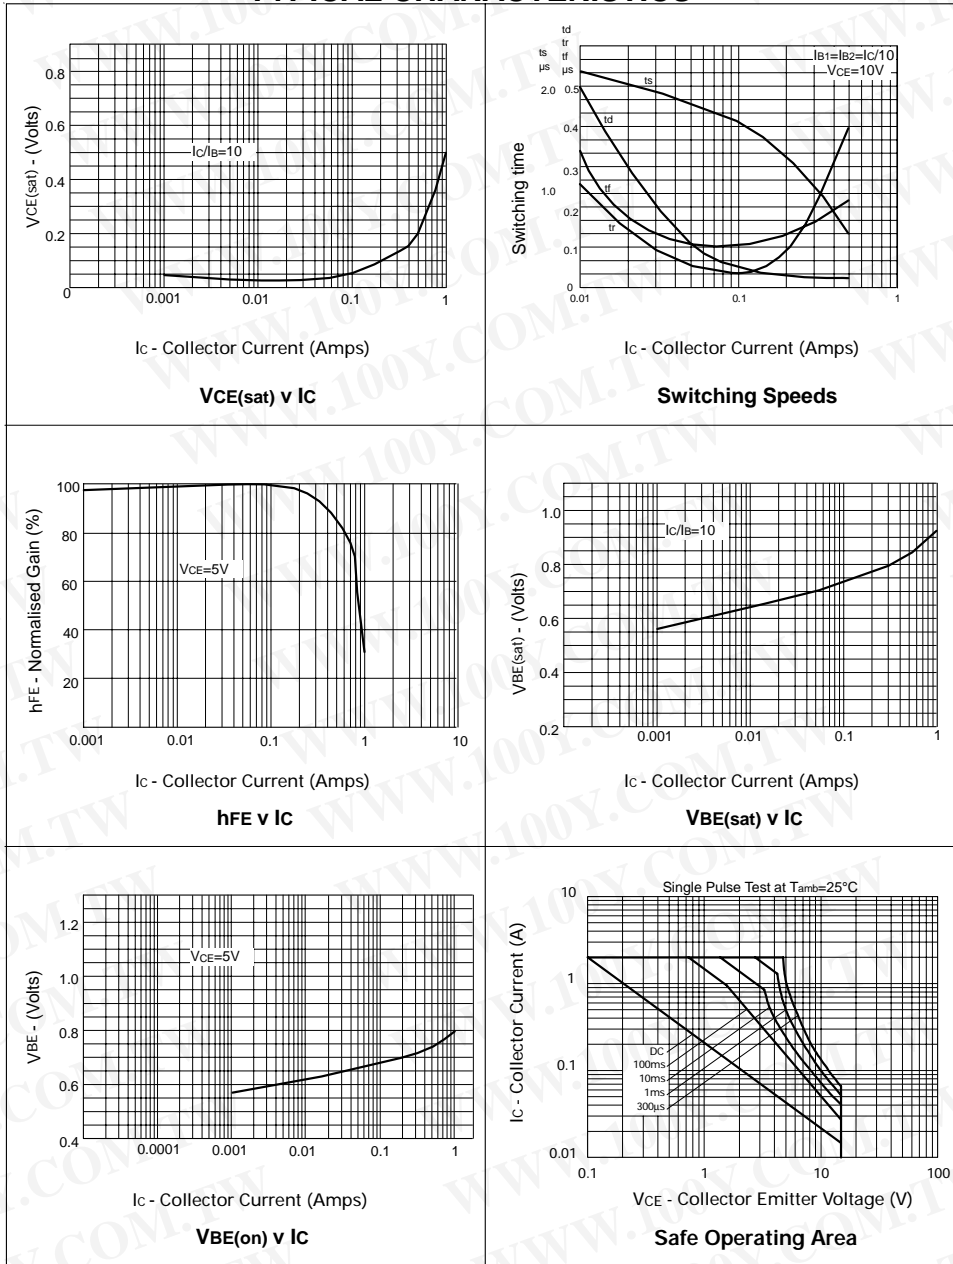 TYPICAL CHARACTERISTICS
VCE(sat) - (Volts)
0.8
0.6
0.4
0.2
0
IC/IB=10
0.001
0.01
0.1
1
IC - Collector Current (Amps)
VCE(sat) v IC
Switching time
ts
µs
td
tr
tf
µs
2.0
1.0
0.5
0.4
0.3
0.2
0.1
0
IB1=IB2=IC/10
VCE=10V
ts
td
tf
tr
0.01
0.1
1
IC - Collector Current (Amps)
Switching Speeds
hFE - Normalised Gain (%)
100
80
60
40
20
VCE=5V
0.001
0.01
0.1
1
10
IC - Collector Current (Amps)
hFE v IC
VBE(sat) - (Volts)
1.0
0.8
0.6
0.4
0.2
IC/IB=10
0.001
0.01
0.1
1
IC - Collector Current (Amps)
VBE(sat) v IC
VBE - (Volts)
1.2
1.0
0.8
0.6
0.4
VCE=5V
0.0001
0.001
0.01
0.1
1
IC - Collector Current (Amps)
VBE(on) v IC
Single Pulse Test at Tamb=25°C
IC - Collector Current (A)
10
1
0.1
0.01
DC
100ms
10ms
1ms
300µs
0.1
1
10
100
VCE - Collector Emitter Voltage (V)
Safe Operating Area
WWW.100Y.COM.TW